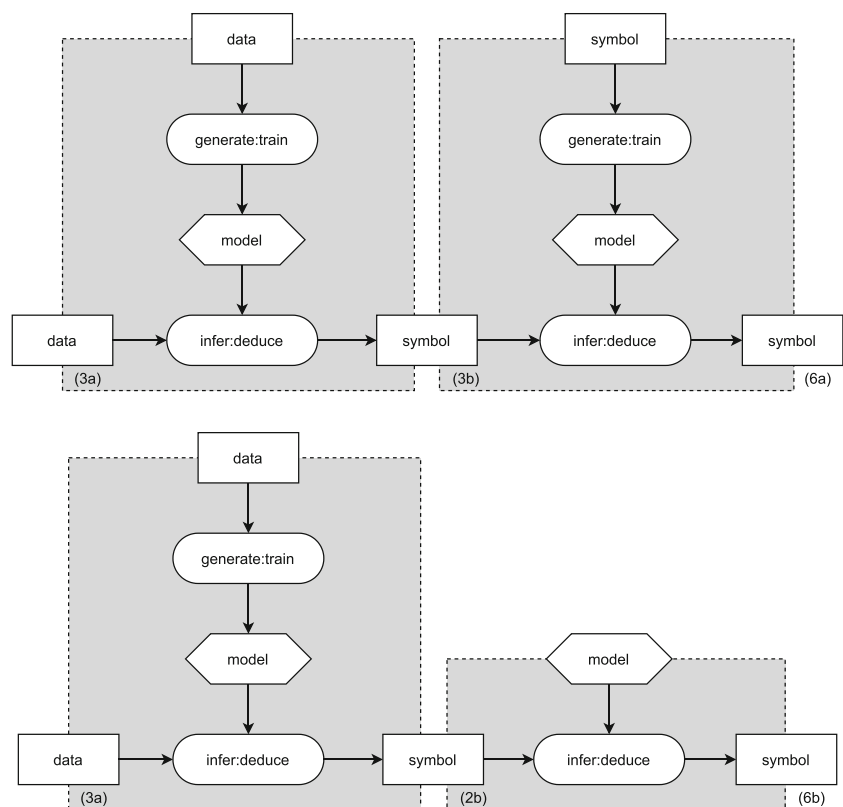 data
symbol
generate:train
generate:train
model
model
data
infer:deduce
symbol
infer:deduce
symbol
(3a)
(3b)
(6a)
data
generate:train
model
model
data
infer:deduce
symbol
infer:deduce
symbol
(3a)
(2b)
(6b)